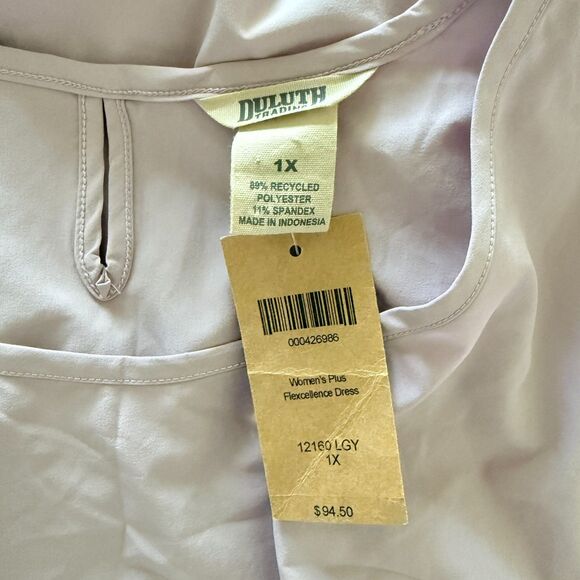 DULUTH
TRADING
1X
89% RECYCLED
POLYESTER
11% SPANDEX
MADE IN INDONESIA
000426986
Women's Plus
Flexcellence Dress
12160 LGY
1X
$94.50